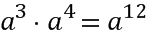 a³ · a⁴ = a¹²